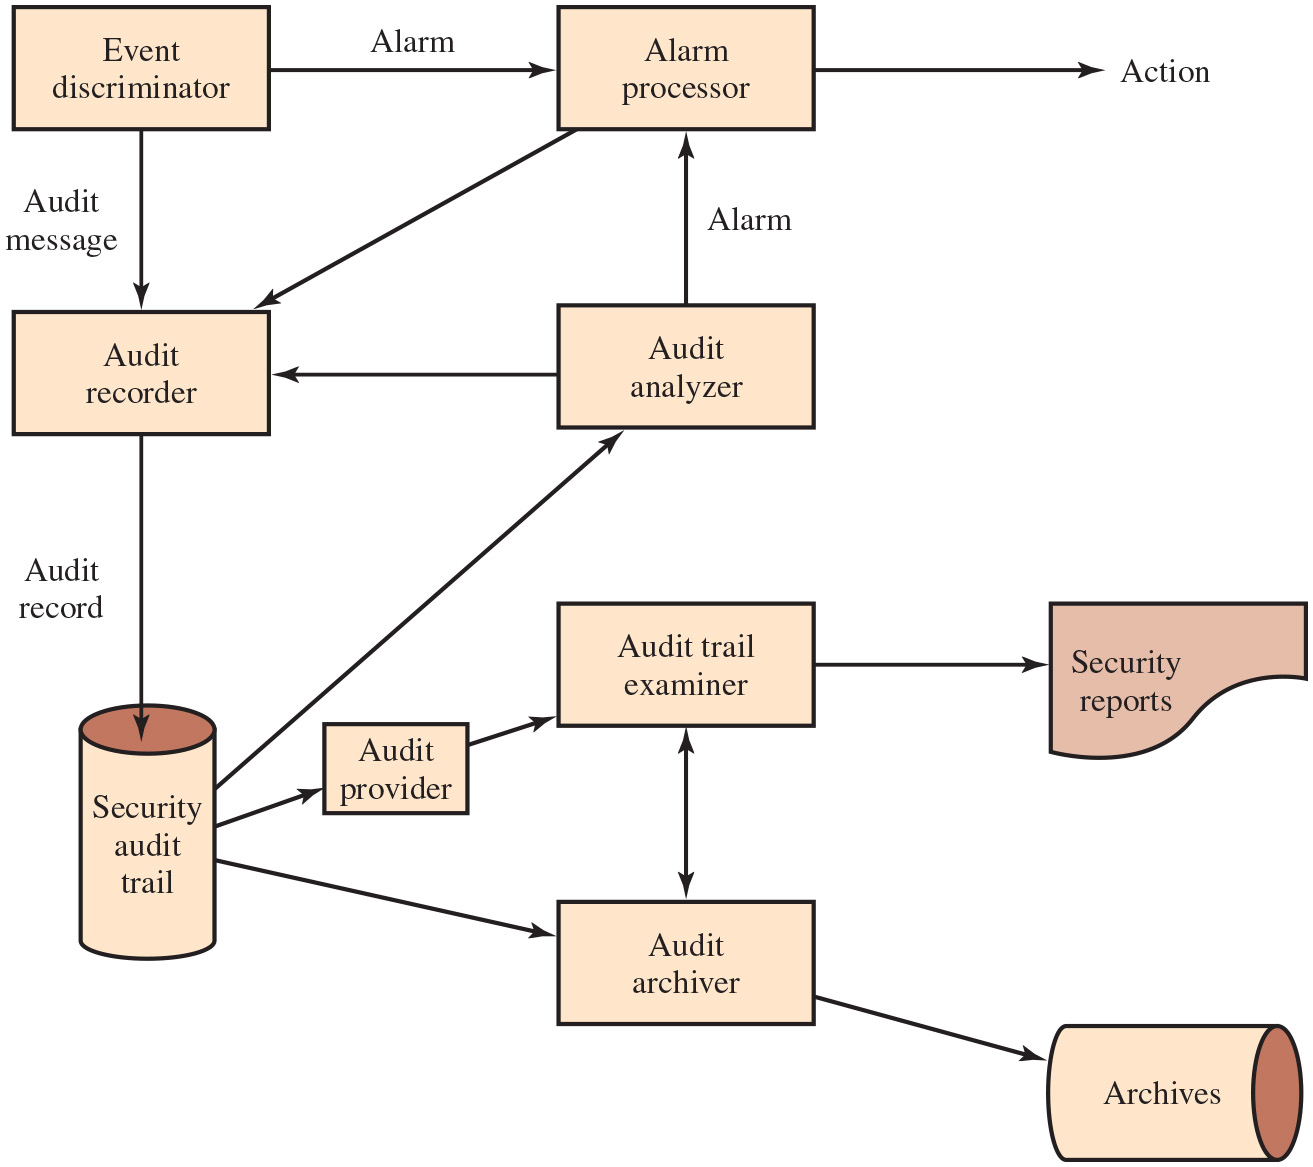 Event
discriminator
Alarm
Alarm
processor
Action
Audit
message
Alarm
Audit
recorder
Audit
analyzer
Audit
record
Audit trail
examiner
Security
reports
Audit
provider
Security
audit
trail
Audit
archiver
Archives